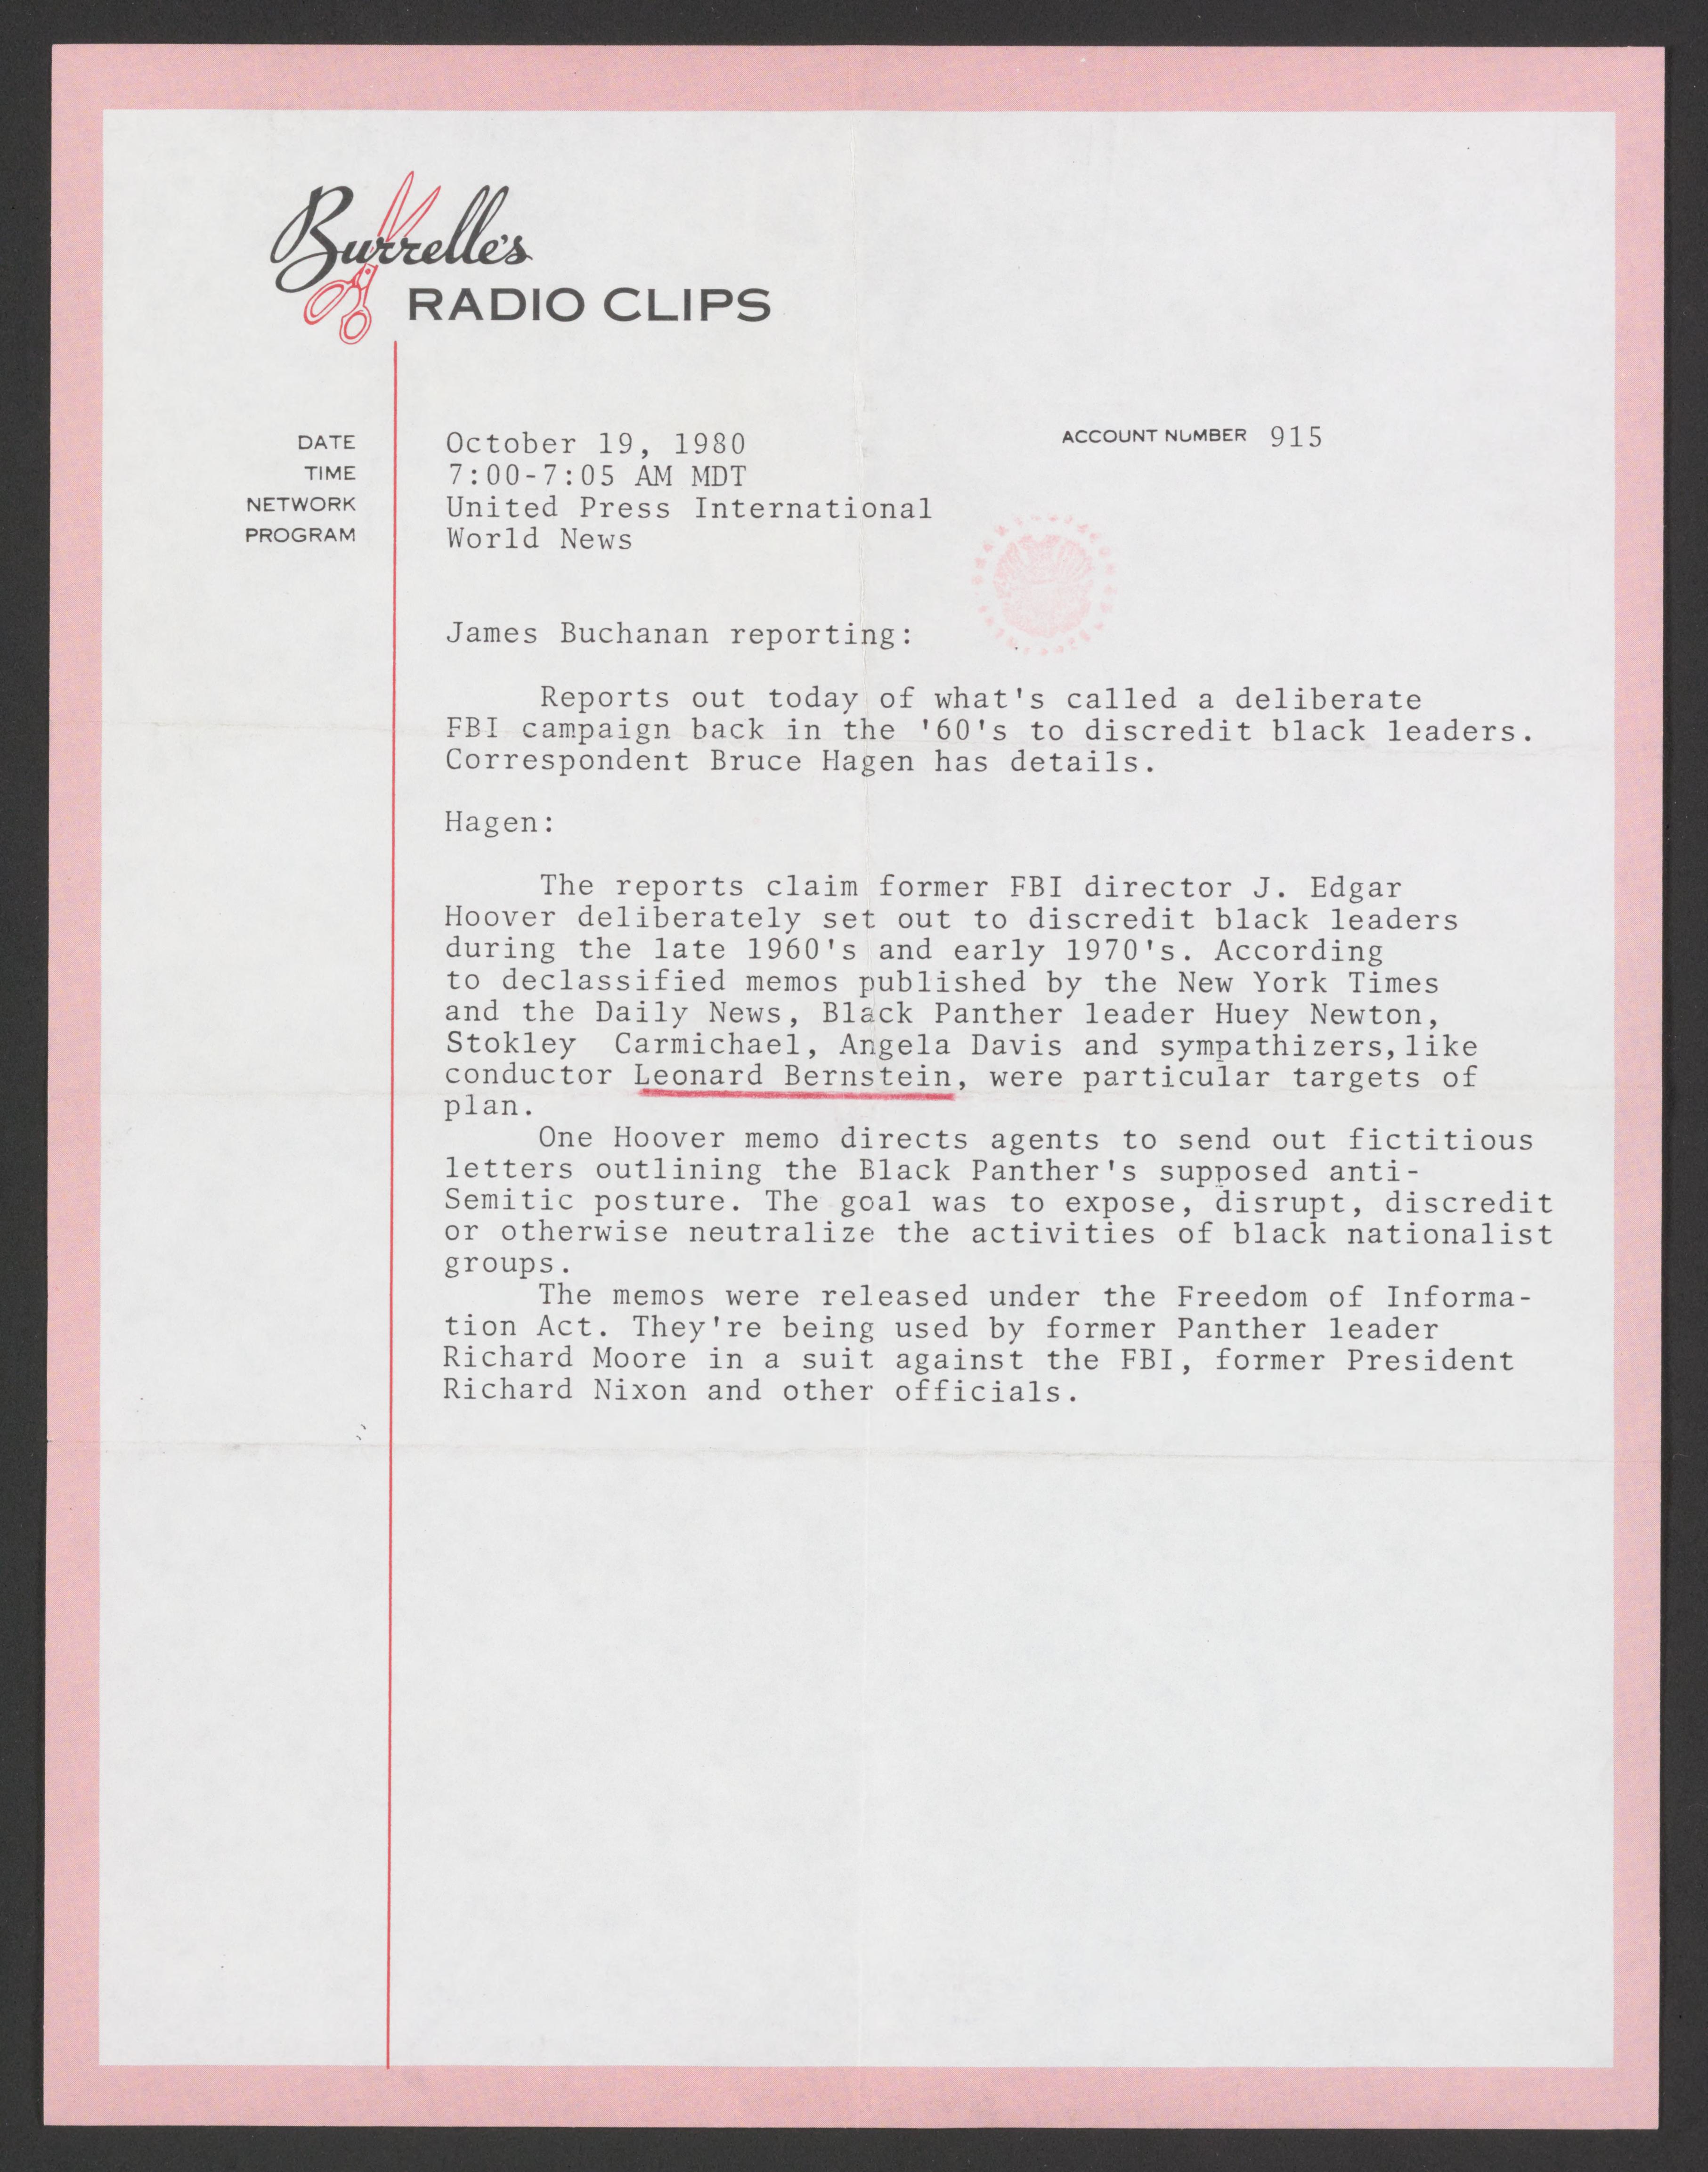 Burrelle's
RADIO CLIPS
DATE October 19, 1980 ACCOUNT NUMBER 915
TIME 7:00-7:05 AM MDT
NETWORK United Press International
PROGRAM World News
James Buchanan reporting:
Reports out today of what's called a deliberate
FBI campaign back in the '60's to discredit black leaders.
Correspondent Bruce Hagen has details.
Hagen:
The reports claim former FBI director J. Edgar
Hoover deliberately set out to discredit black leaders
during the late 1960's and early 1970's. According
to declassified memos published by the New York Times
and the Daily News, Black Panther leader Huey Newton,
Stokley Carmichael, Angela Davis and sympathizers, like
conductor Leonard Bernstein, were particular targets of
plan.
One Hoover memo directs agents to send out fictitious
letters outlining the Black Panther's supposed anti-
Semitic posture. The goal was to expose, disrupt, discredit
or otherwise neutralize the activities of black nationalist
groups.
The memos were released under the Freedom of Informa-
tion Act. They're being used by former Panther leader
Richard Moore in a suit against the FBI, former President
Richard Nixon and other officials.